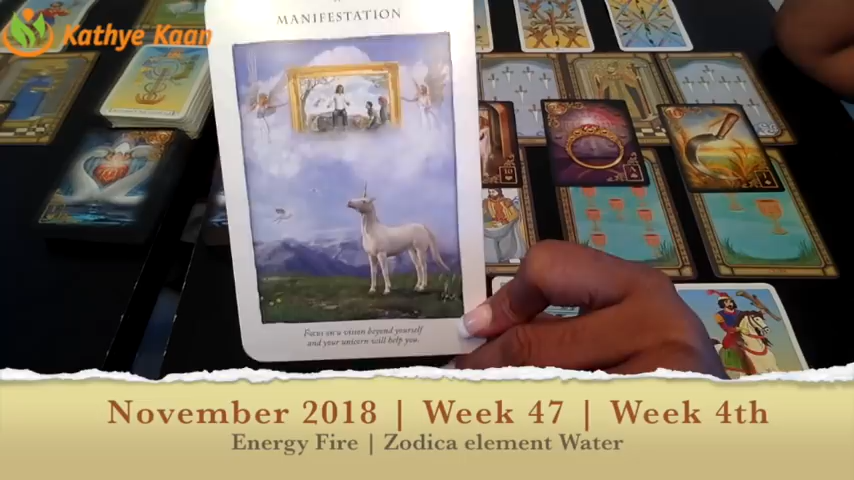 Kathye Kaan
MANIFESTATION
Focus on a vision beyond yourself
and your unicorn will help you.
November 2018 | Week 47 | Week 4th
Energy Fire | Zodica element Water